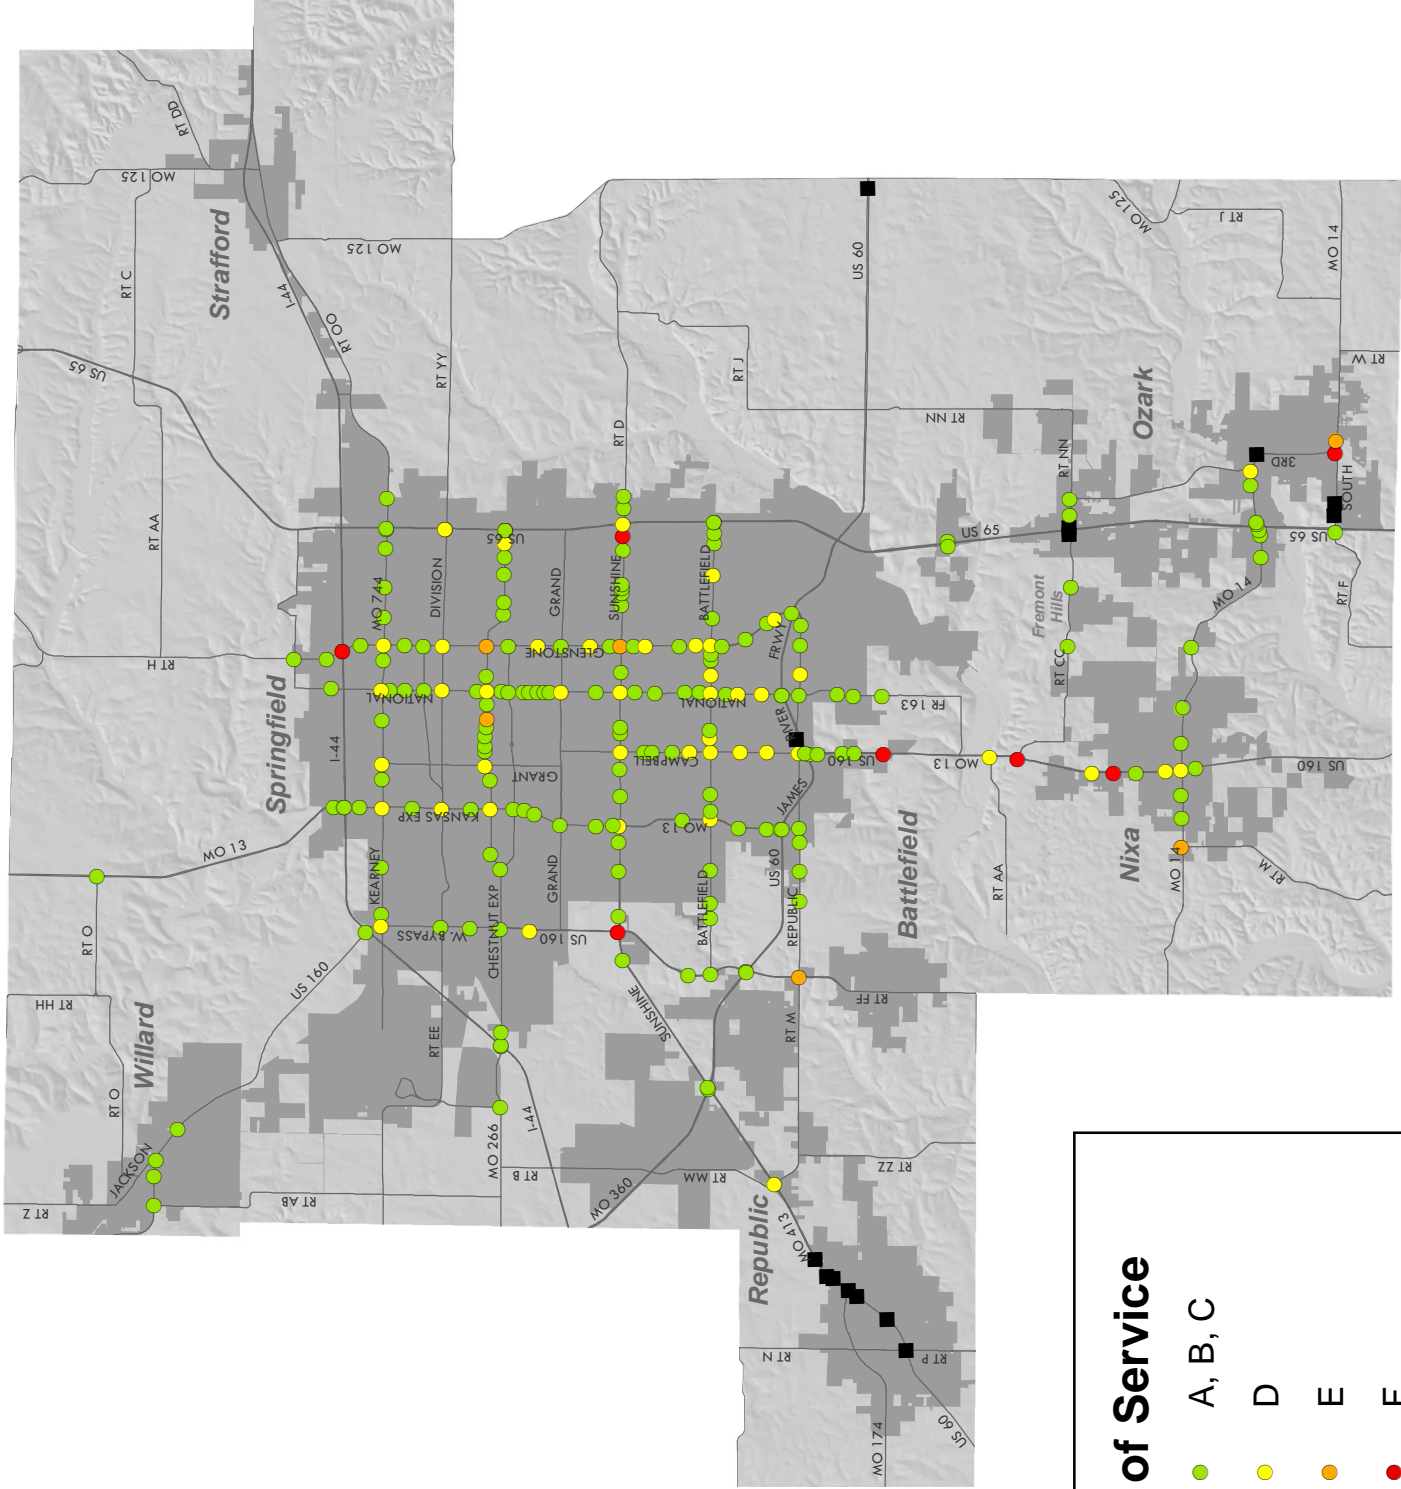 RT DD
MO 125
Strafford
RT C
I-44
RT OO
MO 125
US 65
RT YY
RT AA
RT H
RT D
RT J
US 60
MO 125
RT J
MO 14
RT W
RT NN
RT NN
Ozark
3RD
SOUTH
US 65
US 65
US 65
MO 14
RT F
Fremont
Hills
RT CC
MO 744
DIVISION
GRAND
SUNSHINE
BATTLEFIELD
GLENSTONE
FRWY
RIVER
JAMES
NATIONAL
NATIONAL
FR 163
Springfield
I-44
GRANT
CAMPBELL
US 160
MO 13
US 160
KANSAS EXP
MO 13
MO 13
KEARNEY
CHESTNUT EXP
GRAND
BATTLEFIELD
US 60
REPUBLIC
Battlefield
RT AA
Nixa
MO 14
RT M
RT O
W. BYPASS
US 160
US 160
RT HH
Willard
RT O
JACKSON
RT Z
RT AB
RT EE
MO 266
I-44
RT B
SUNSHINE
RT M
RT FF
MO 360
RT MM
RT ZZ
Republic
MO 413
RT N
RT P
MO 174
US 60
of Service
A, B, C
D
E
F